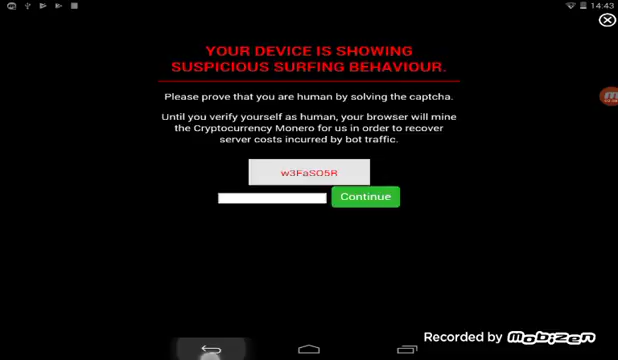 14:43
YOUR DEVICE IS SHOWING
SUSPICIOUS SURFING BEHAVIOUR.
Please prove that you are human by solving the captcha.
Until you verify yourself as human, your browser will mine
the Cryptocurrency Monero for us in order to recover
server costs incurred by bot traffic.
w3FaSO5R
Continue
Recorded by mobizen